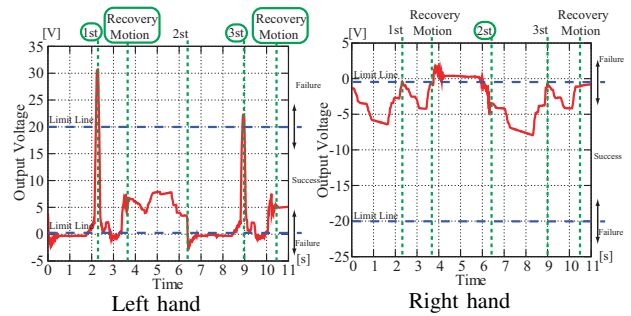 [V] 1st Recovery Motion 2st 3st Recovery Motion
35
30
25
20
15
10
5
0
-5
Output Voltage
Limit Line
Limit Line
Failure
Success
Failure
0 1 2 3 4 5 6 7 8 9 10 11
[s]
Time
Left hand
[V] 1st Recovery Motion 2st 3st Recovery Motion
5
0
-5
-10
-15
-20
-25
Output Voltage
Limit Line
Limit Line
Failure
Success
Failure
0 1 2 3 4 5 6 7 8 9 10 11
[s]
Time
Right hand